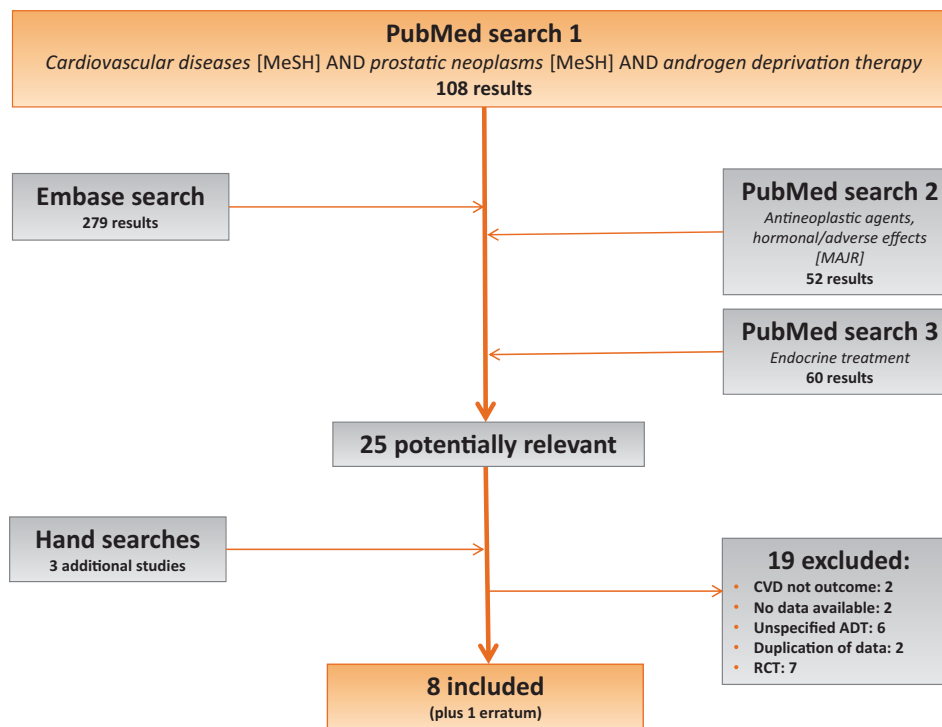 PubMed search 1
Cardiovascular diseases [MeSH] AND prostatic neoplasms [MeSH] AND androgen deprivation therapy
108 results
Embase search
279 results
PubMed search 2
Antineoplastic agents,
hormonal/adverse effects
[MAJR]
52 results
PubMed search 3
Endocrine treatment
60 results
25 potentially relevant
Hand searches
3 additional studies
19 excluded:
• CVD not outcome: 2
• No data available: 2
• Unspecified ADT: 6
• Duplication of data: 2
• RCT: 7
8 included
(plus 1 erratum)